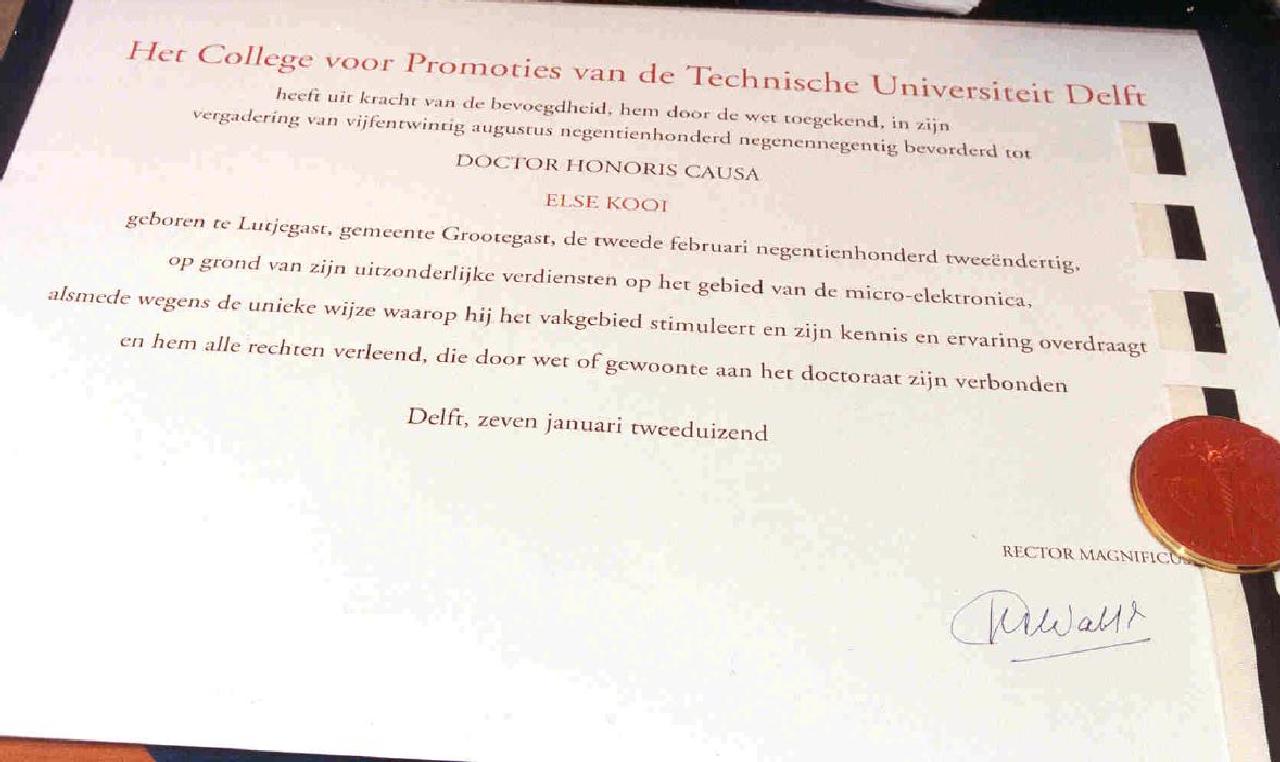 Het College voor Promoties van de Technische Universiteit Delft
heeft uit kracht van de bevoegdheid, hem door de wet toegekend, in zijn
vergadering van vijfentwintig augustus negentienhonderd negenennegentig bevorderd tot
DOCTOR HONORIS CAUSA
ELSE KOOI
geboren te Lutjegast, gemeente Grootegast, de tweede februari negentienhonderd tweeëndertig,
op grond van zijn uitzonderlijke verdiensten op het gebied van de micro-elektronica,
alsmede wegens de unieke wijze waarop hij het vakgebied stimuleert en zijn kennis en ervaring overdraagt
en hem alle rechten verleend, die door wet of gewoonte aan het doctoraat zijn verbonden
Delft, zeven januari tweeduizend
RECTOR MAGNIFICUS